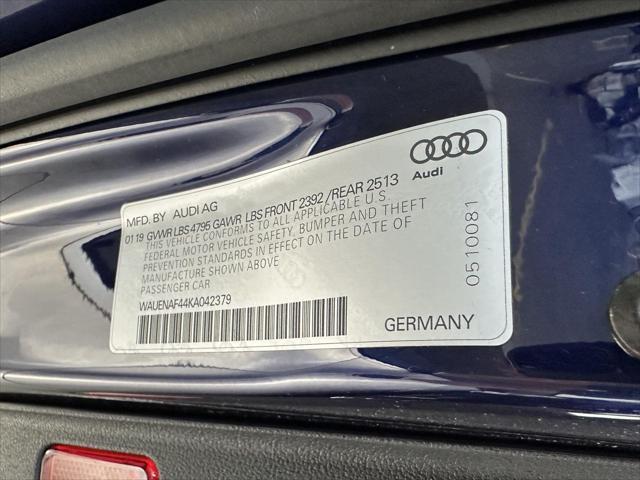 Audi
MFD. BY AUDI AG
01 19 GVWR LBS 4795 GAWR LBS FRONT 2392 / REAR 2513
THIS VEHICLE CONFORMS TO ALL APPLICABLE U.S.
FEDERAL MOTOR VEHICLE SAFETY, BUMPER AND THEFT
PREVENTION STANDARDS IN EFFECT ON THE DATE OF
MANUFACTURE SHOWN ABOVE
PASSENGER CAR
WAUENAF44KA042379
GERMANY
0510081